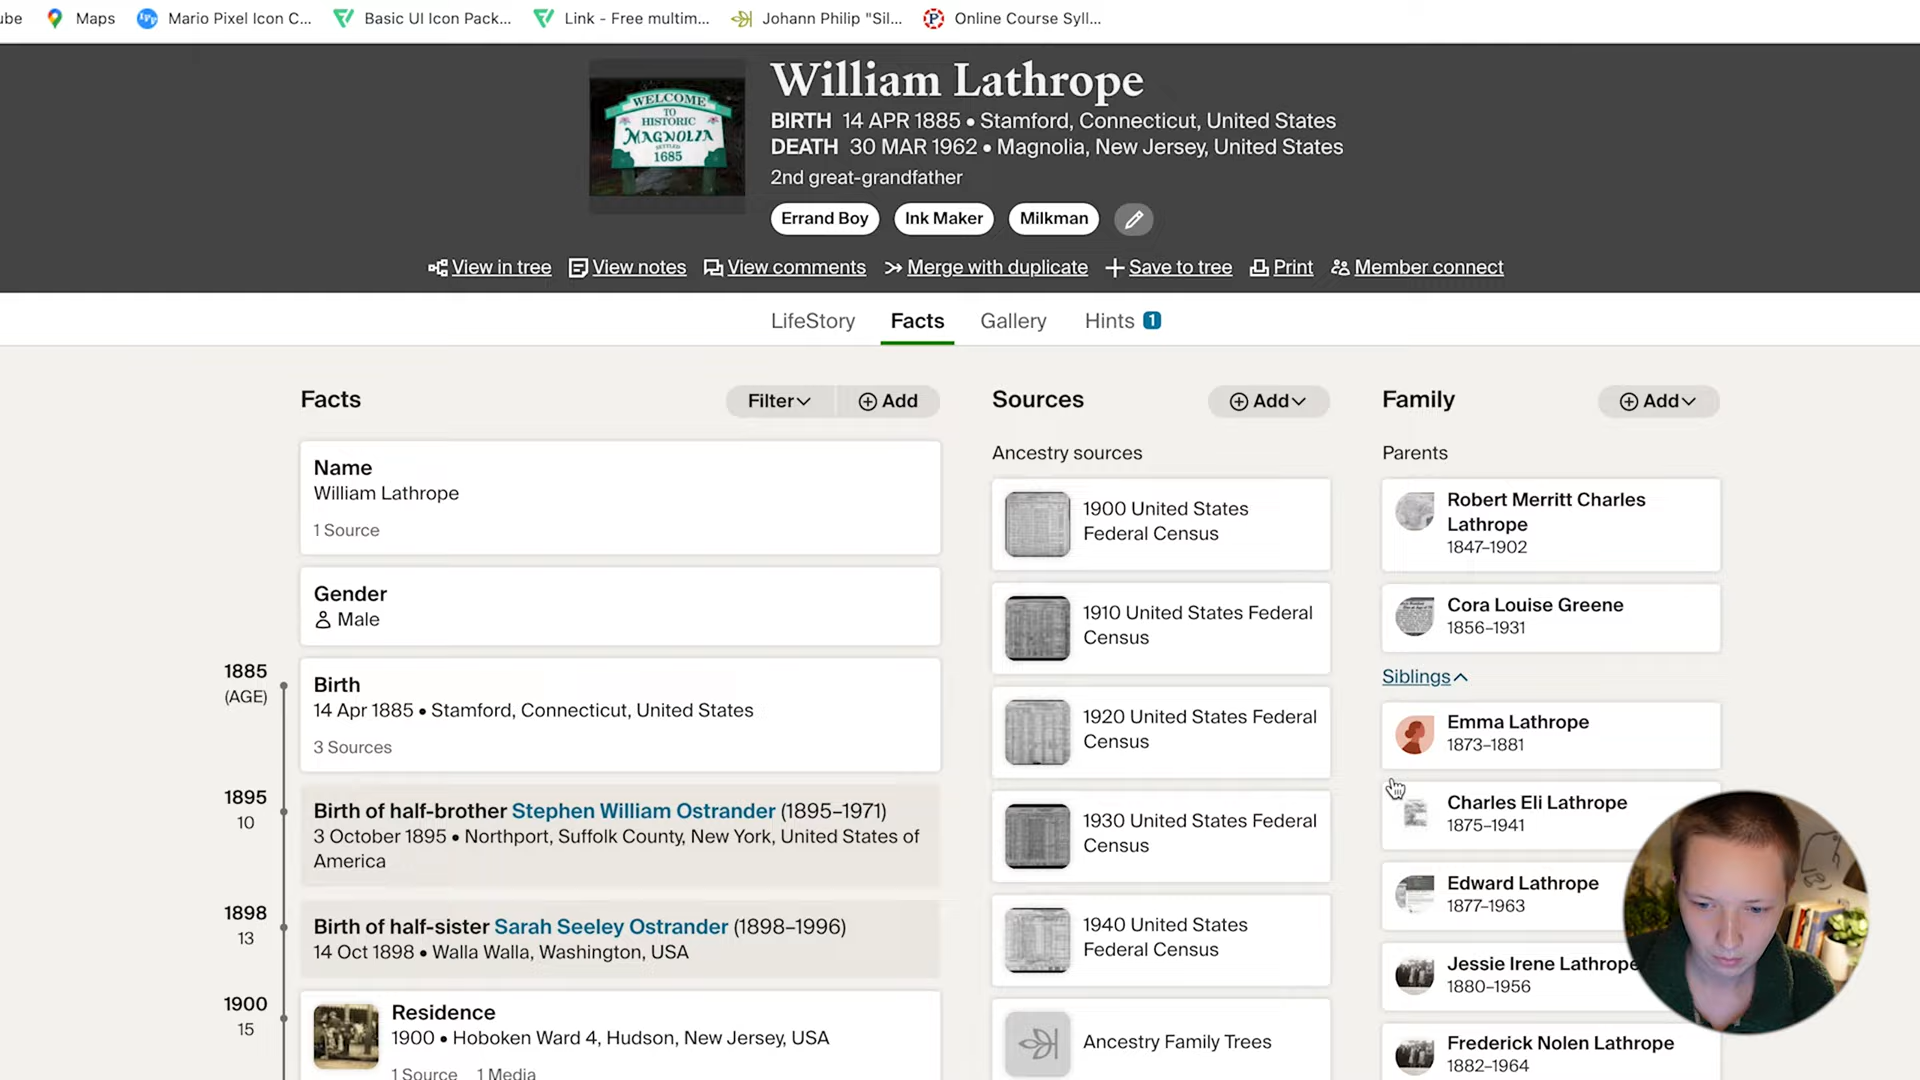 ube
Maps
Mario Pixel Icon C...
Basic UI Icon Pack...
Link - Free multim...
Johann Philip "Sil...
Online Course Syll...
WELCOME
TO
HISTORIC
MAGNOLIA
SETTLED
1685
William Lathrope
BIRTH 14 APR 1885 • Stamford, Connecticut, United States
DEATH 30 MAR 1962 • Magnolia, New Jersey, United States
2nd great-grandfather
Errand Boy
Ink Maker
Milkman
View in tree
View notes
View comments
Merge with duplicate
Save to tree
Print
Member connect
LifeStory
Facts
Gallery
Hints 1
Facts
Filter
Add
Name
William Lathrope
1 Source
Gender
Male
1885
(AGE)
Birth
14 Apr 1885 • Stamford, Connecticut, United States
3 Sources
1895
10
Birth of half-brother Stephen William Ostrander (1895–1971)
3 October 1895 • Northport, Suffolk County, New York, United States of
America
1898
13
Birth of half-sister Sarah Seeley Ostrander (1898–1996)
14 Oct 1898 • Walla Walla, Washington, USA
1900
15
Residence
1900 • Hoboken Ward 4, Hudson, New Jersey, USA
1 Source 1 Media
Sources
Add
Ancestry sources
1900 United States
Federal Census
1910 United States Federal
Census
1920 United States Federal
Census
1930 United States Federal
Census
1940 United States
Federal Census
Ancestry Family Trees
Family
Add
Parents
Robert Merritt Charles
Lathrope
1847–1902
Cora Louise Greene
1856–1931
Siblings
Emma Lathrope
1873–1881
Charles Eli Lathrope
1875–1941
Edward Lathrope
1877–1963
Jessie Irene Lathrope
1880–1956
Frederick Nolen Lathrope
1882–1964